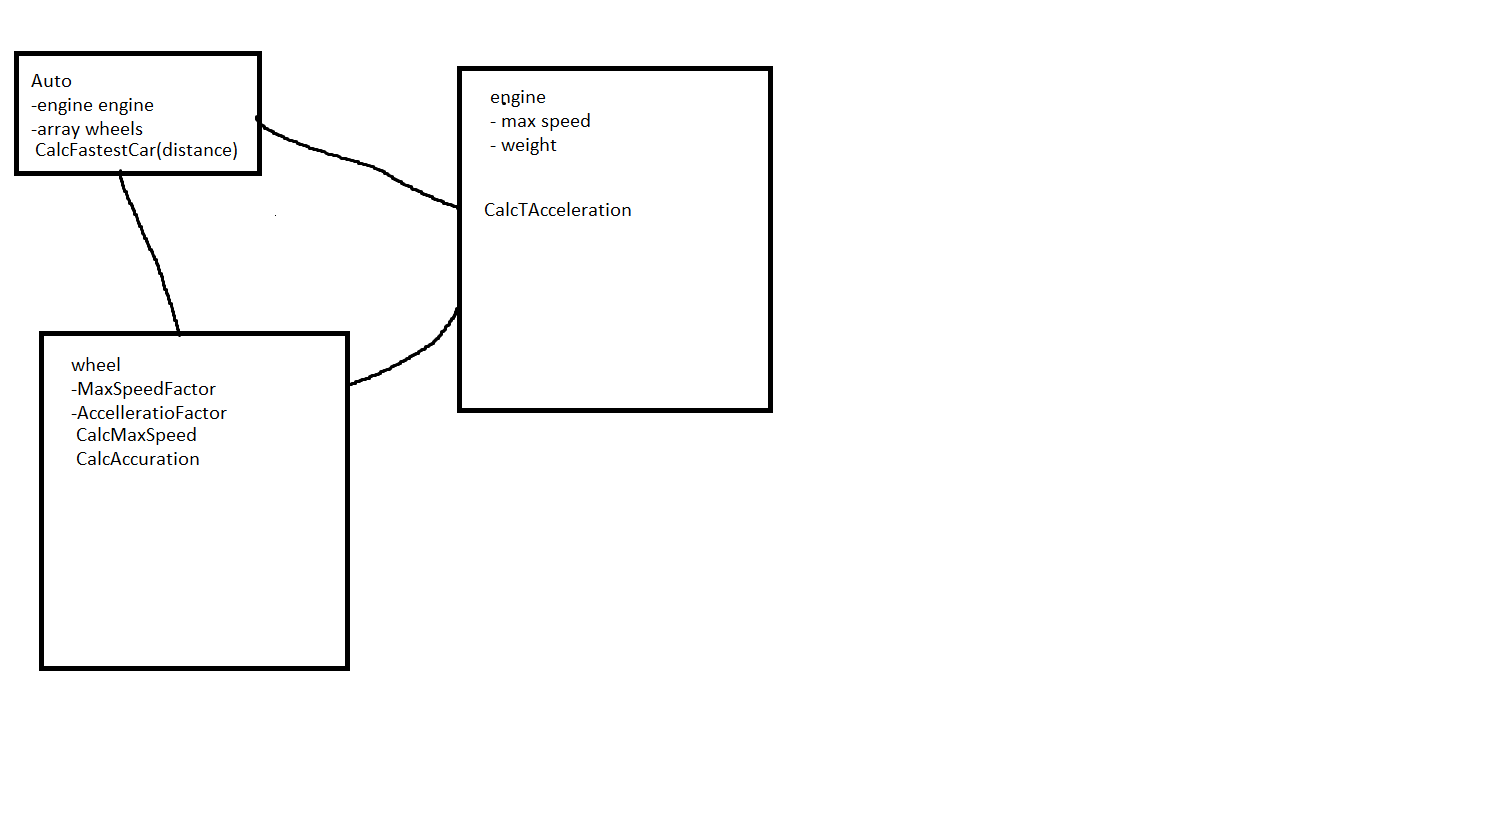 Auto
-engine engine
-array wheels
CalcFastestCar(distance)
engine
- max speed
- weight
CalcTAcceleration
wheel
-MaxSpeedFactor
-AccelleratioFactor
CalcMaxSpeed
CalcAccuration